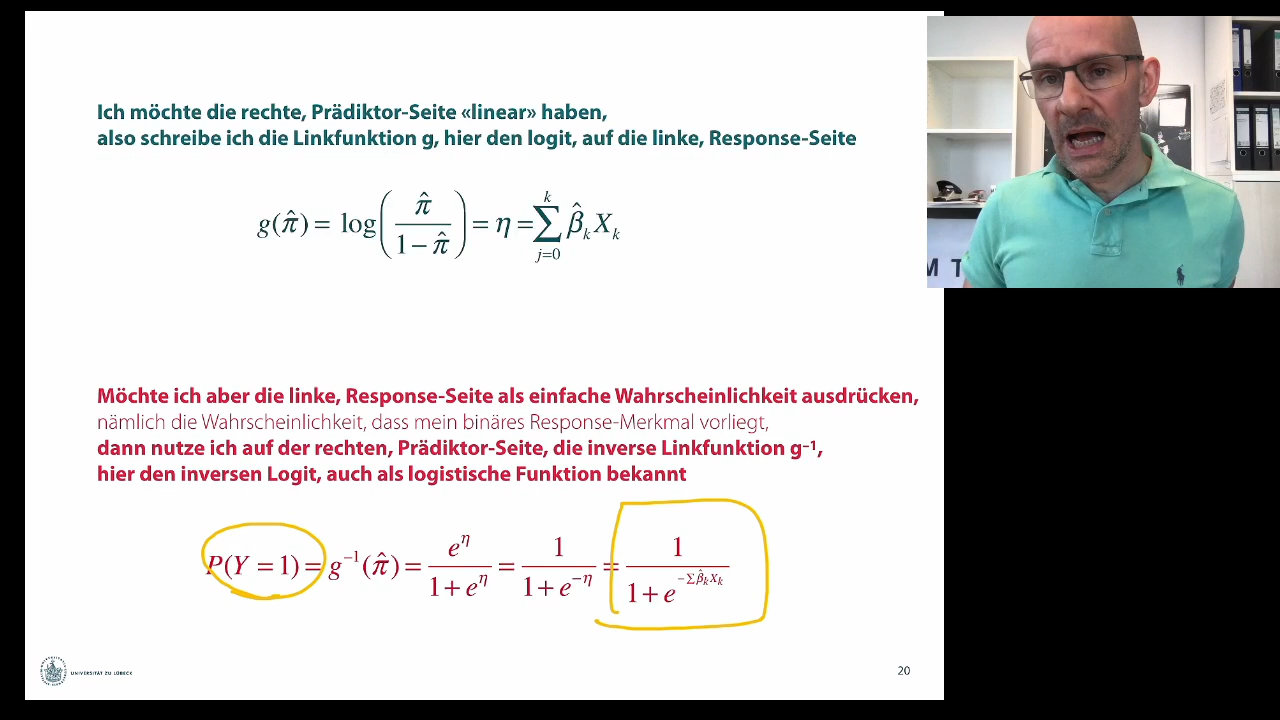 Ich möchte die rechte, Prädiktor-Seite «linear» haben,
also schreibe ich die Linkfunktion g, hier den logit, auf die linke, Response-Seite
g(π̂) = log(π̂ / (1 − π̂)) = η = ∑_{j=0}^{k} β̂_k X_k
Möchte ich aber die linke, Response-Seite als einfache Wahrscheinlichkeit ausdrücken,
nämlich die Wahrscheinlichkeit, dass mein binäres Response-Merkmal vorliegt,
dann nutze ich auf der rechten, Prädiktor-Seite, die inverse Linkfunktion g⁻¹,
hier den inversen Logit, auch als logistische Funktion bekannt
P(Y = 1) = g⁻¹(π̂) = e^η / (1 + e^η) = 1 / (1 + e^{−η}) = 1 / (1 + e^{−∑β̂_k X_k})
UNIVERSITÄT ZU LÜBECK
20
M T